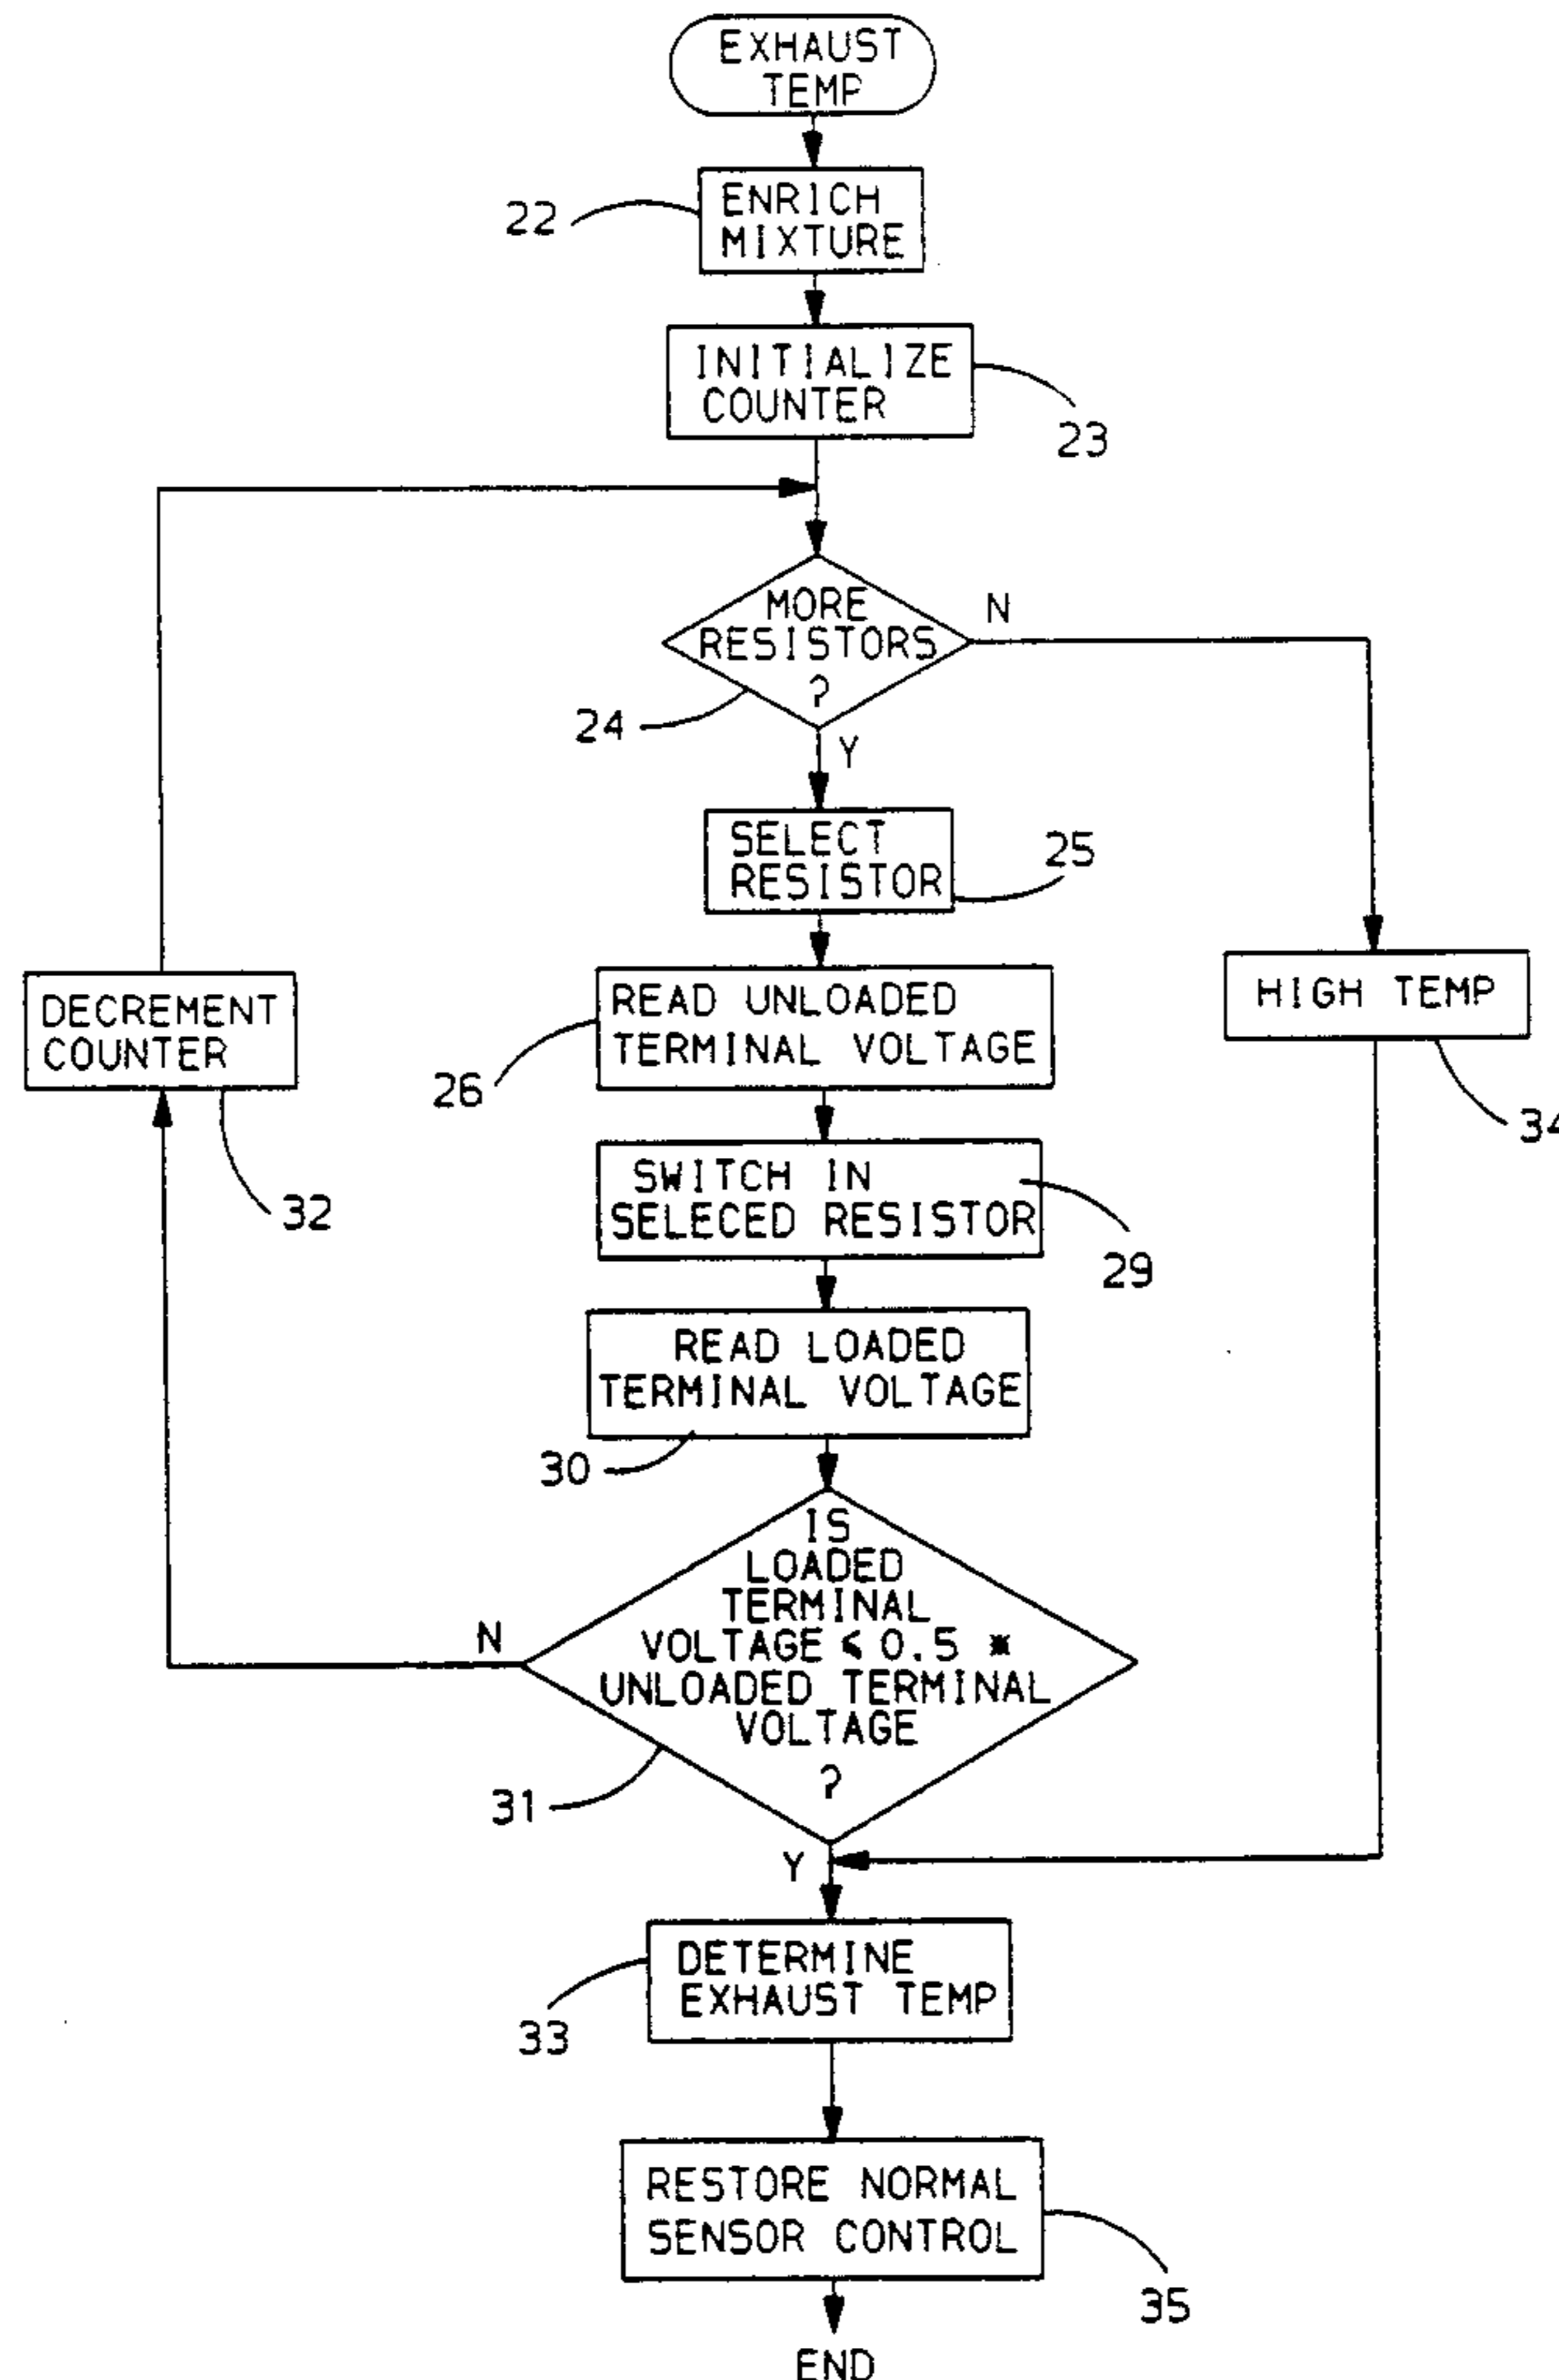 EXHAUST
TEMP
ENRICH
MIXTURE
22
INITIALIZE
COUNTER
23
MORE
RESISTORS
?
N
24
Y
SELECT
RESISTOR
25
READ UNLOADED
TERMINAL VOLTAGE
26
DECREMENT
COUNTER
32
HIGH TEMP
34
SWITCH IN
SELECED RESISTOR
29
READ LOADED
TERMINAL VOLTAGE
30
IS
LOADED
TERMINAL
VOLTAGE ≤ 0.5 *
UNLOADED TERMINAL
VOLTAGE
?
N
31
Y
DETERMINE
EXHAUST TEMP
33
RESTORE NORMAL
SENSOR CONTROL
35
END